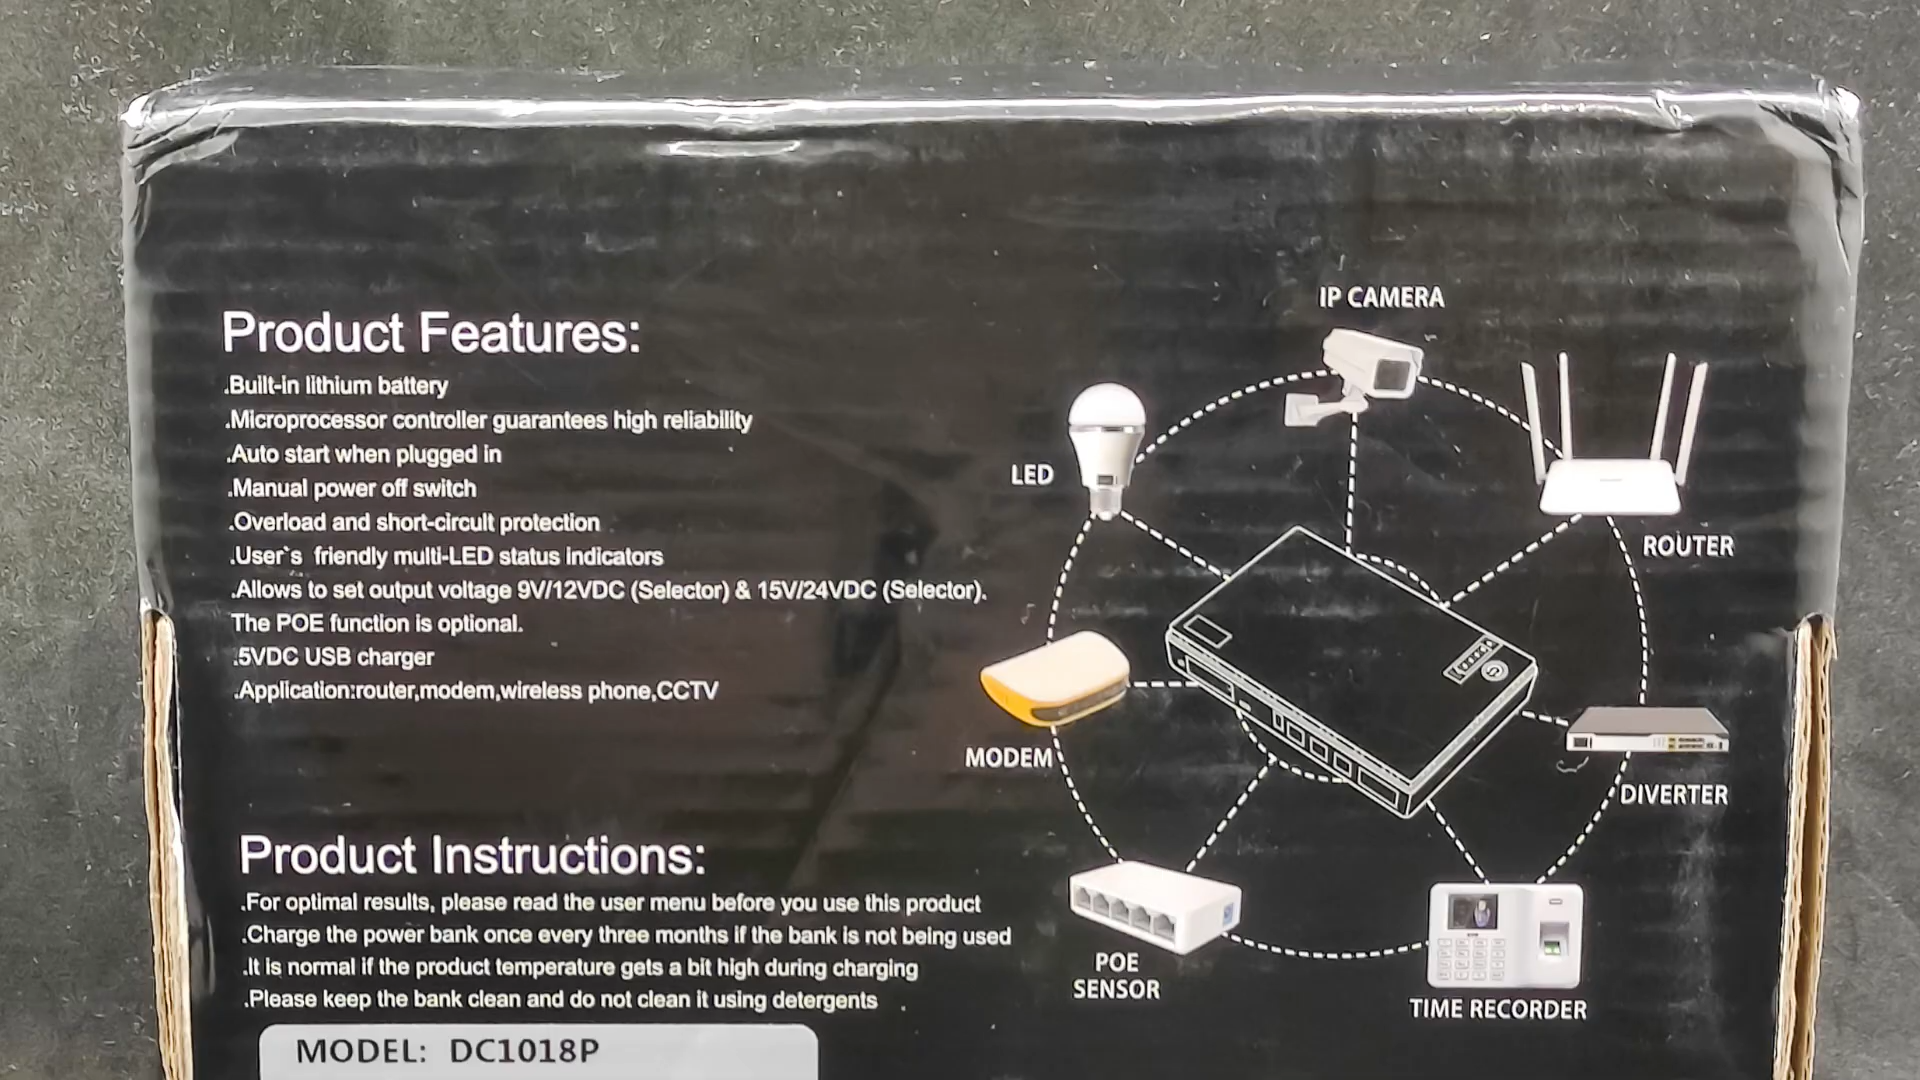 Product Features:
.Built-in lithium battery
.Microprocessor controller guarantees high reliability
.Auto start when plugged in
.Manual power off switch
.Overload and short-circuit protection
.User`s friendly multi-LED status indicators
.Allows to set output voltage 9V/12VDC (Selector) & 15V/24VDC (Selector).
The POE function is optional.
.5VDC USB charger
.Application:router,modem,wireless phone,CCTV
Product Instructions:
.For optimal results, please read the user menu before you use this product
.Charge the power bank once every three months if the bank is not being used
.It is normal if the product temperature gets a bit high during charging
.Please keep the bank clean and do not clean it using detergents .
MODEL: DC1018P
IP CAMERA
LED
ROUTER
MODEM
DIVERTER
POE
SENSOR
TIME RECORDER